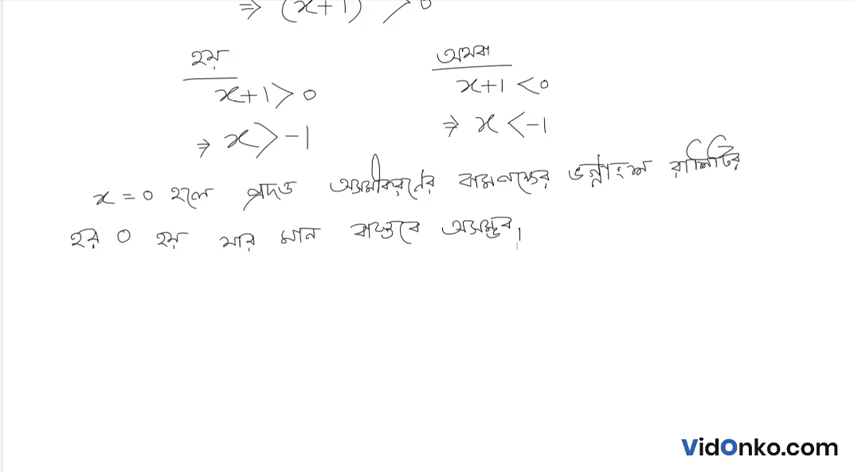 ⇒ (x+1) > 0
হয় অথবা
x+1 > 0 x+1 < 0
⇒ x > -1 ⇒ x < -1
x = 0 হলে প্রদত্ত অসমীকরণের বামপক্ষের ভগ্নাংশ রাশিটির
হর 0 হয় যার মান বাস্তবে অসম্ভব।
VidOnko.com